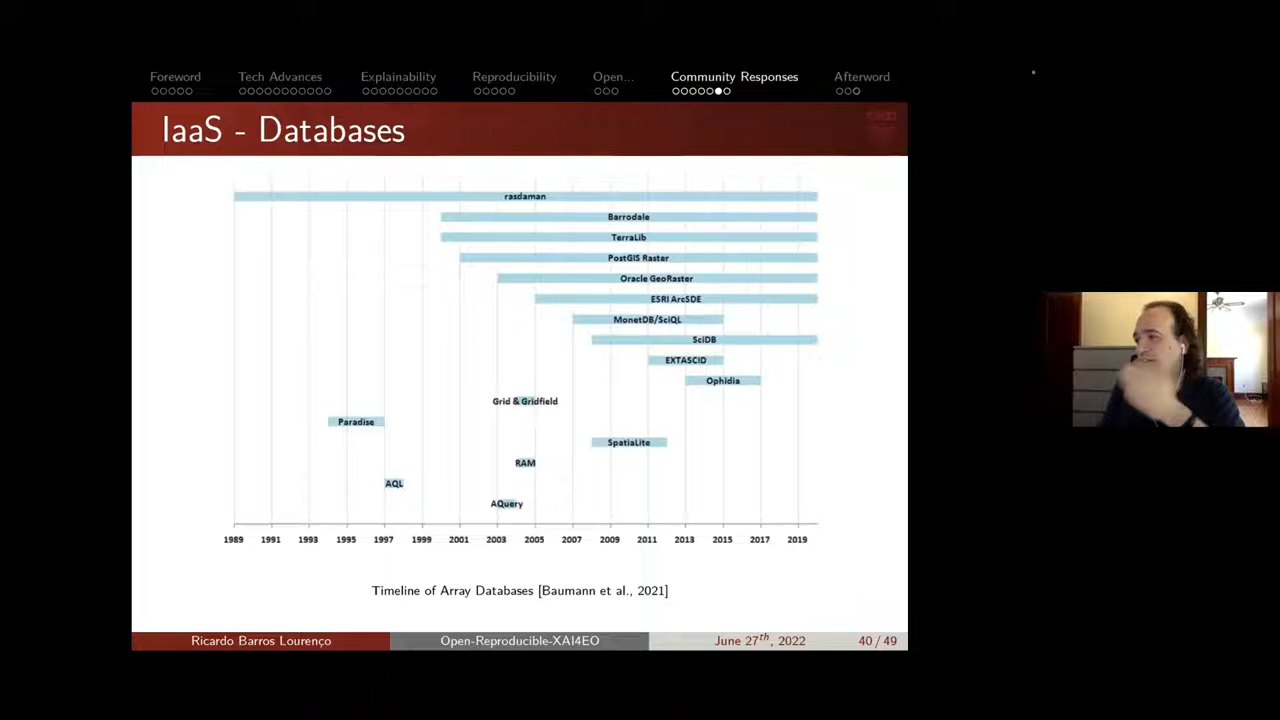 Foreword Tech Advances Explainability Reproducibility Open... Community Responses Afterword
IaaS - Databases
rasdaman
Barrodale
TerraLib
PostGIS Raster
Oracle GeoRaster
ESRI ArcSDE
MonetDB/SciQL
SciDB
EXTASCID
Ophidia
Grid & Gridfield
Paradise
SpatiaLite
RAM
AQL
AQuery
1989 1991 1993 1995 1997 1999 2001 2003 2005 2007 2009 2011 2013 2015 2017 2019
Timeline of Array Databases [Baumann et al., 2021]
Ricardo Barros Lourenço Open-Reproducible-XAI4EO June 27th, 2022 40 / 49